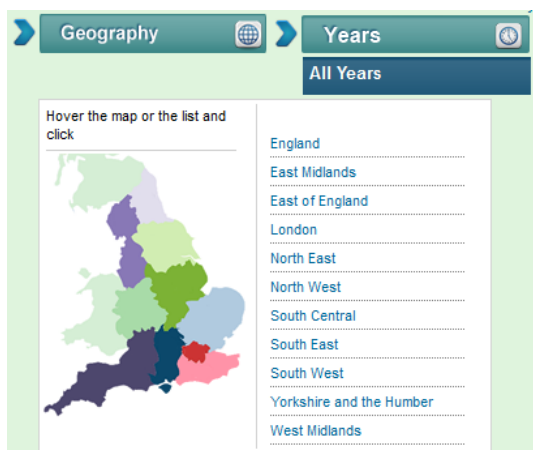 Geography
Years
All Years
Hover the map or the list and
click
England
East Midlands
East of England
London
North East
North West
South Central
South East
South West
Yorkshire and the Humber
West Midlands